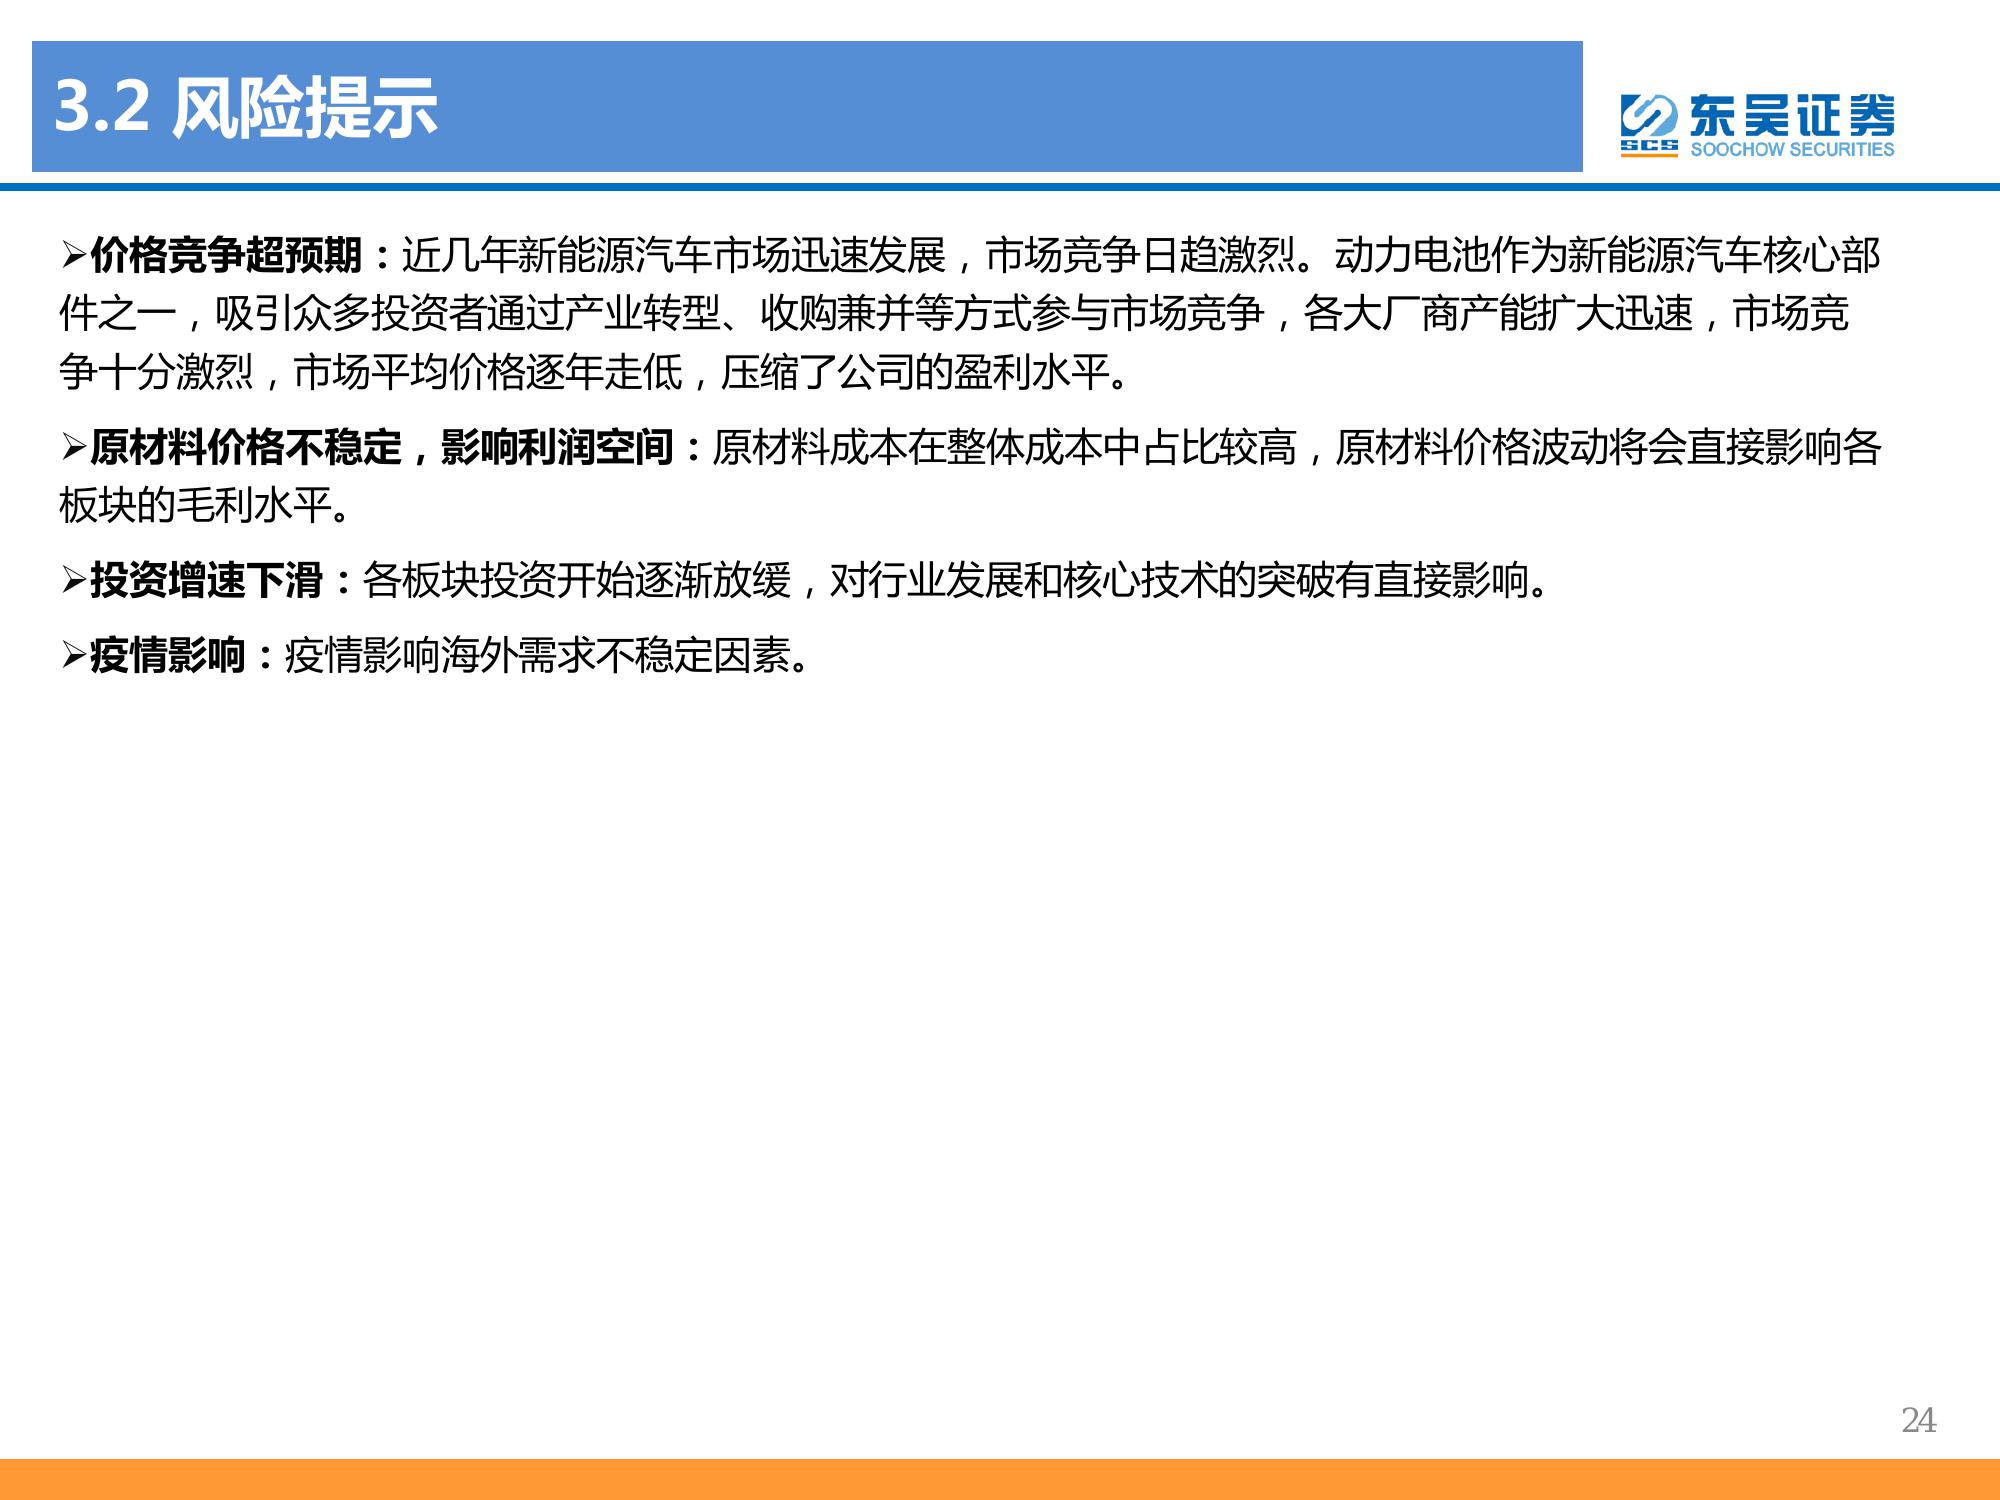 3.2 风险提示
东吴证券
SCS
SOOCHOW SECURITIES
➢价格竞争超预期：近几年新能源汽车市场迅速发展，市场竞争日趋激烈。动力电池作为新能源汽车核心部
件之一，吸引众多投资者通过产业转型、收购兼并等方式参与市场竞争，各大厂商产能扩大迅速，市场竞
争十分激烈，市场平均价格逐年走低，压缩了公司的盈利水平。
➢原材料价格不稳定，影响利润空间：原材料成本在整体成本中占比较高，原材料价格波动将会直接影响各
板块的毛利水平。
➢投资增速下滑：各板块投资开始逐渐放缓，对行业发展和核心技术的突破有直接影响。
➢疫情影响：疫情影响海外需求不稳定因素。
24